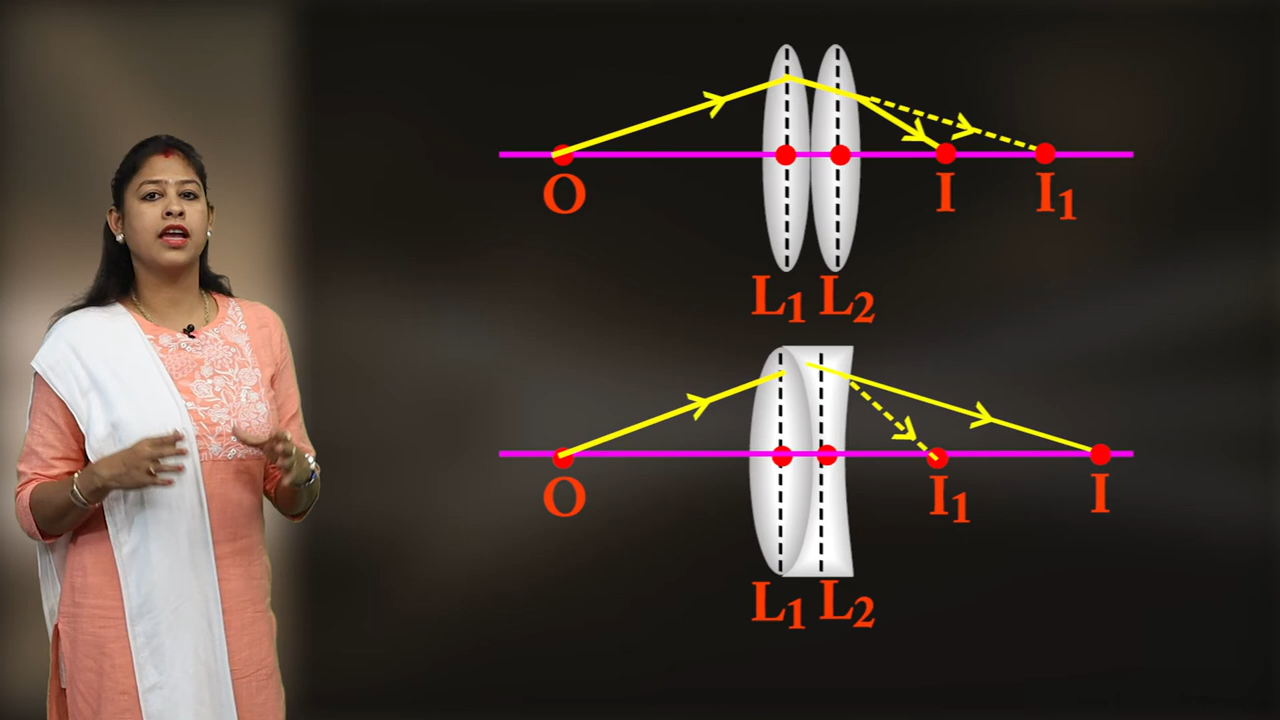 O I I₁
L₁ L₂
O I₁ I
L₁ L₂